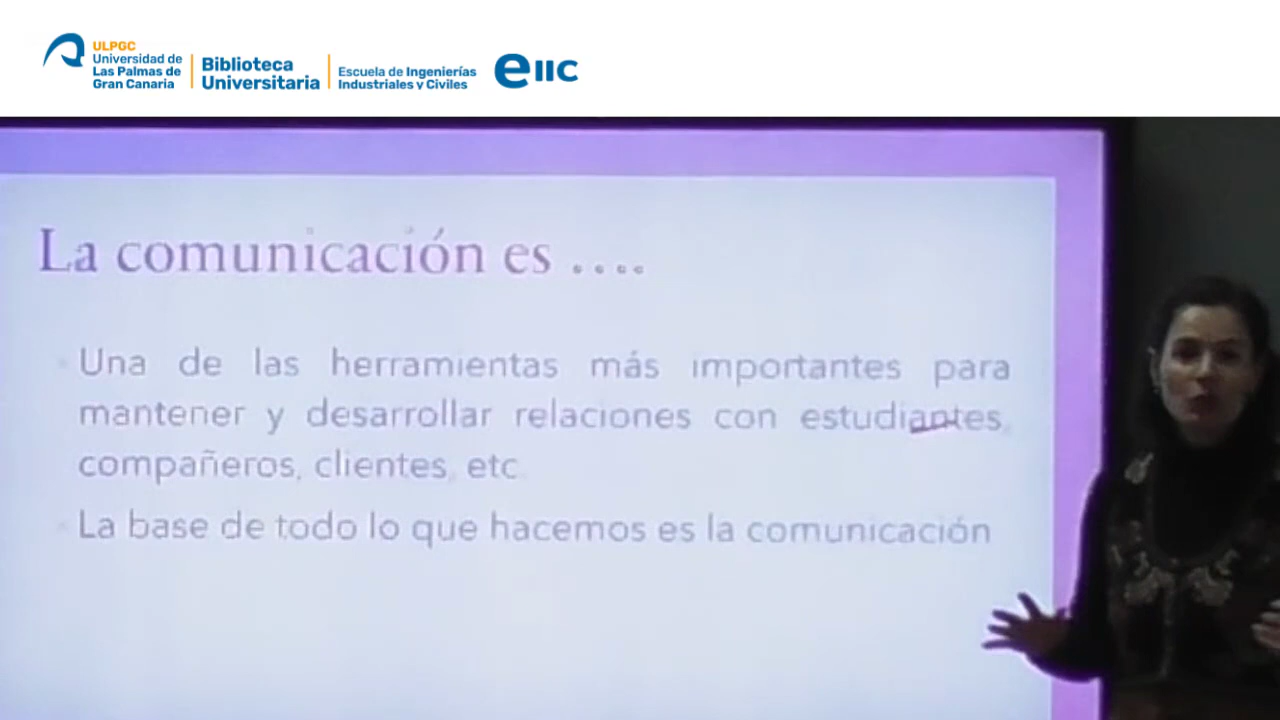 ULPGC
Universidad de
Las Palmas de
Gran Canaria
Biblioteca
Universitaria
Escuela de Ingenierías
Industriales y Civiles
eiic
La comunicación es ....
Una de las herramientas más importantes para
mantener y desarrollar relaciones con estudiantes,
compañeros, clientes, etc.
La base de todo lo que hacemos es la comunicación